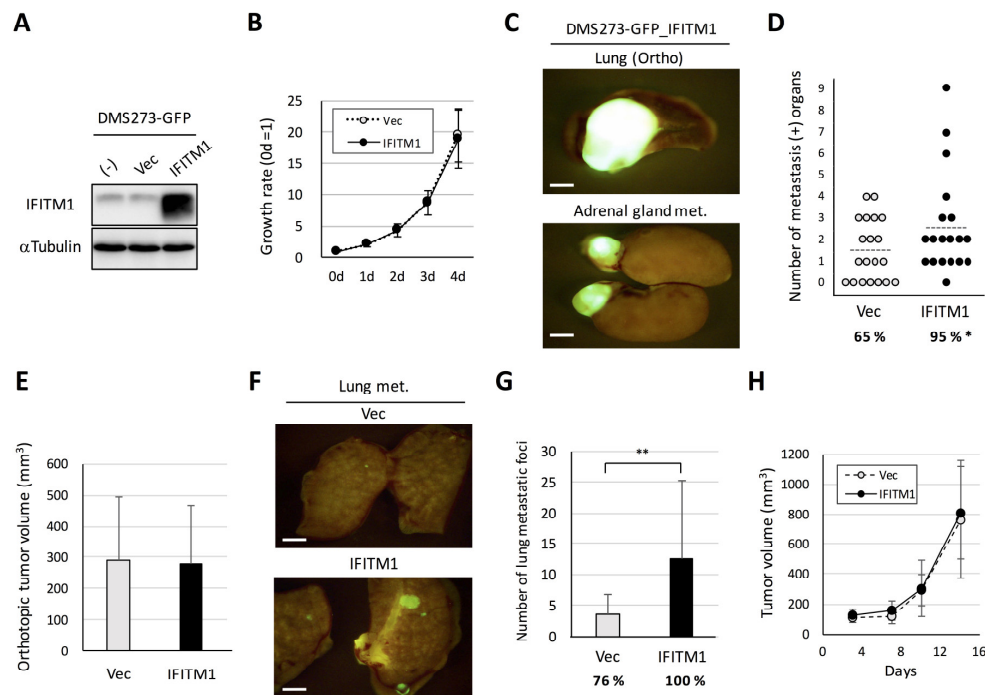 A
DMS273-GFP
(-) Vec IFITM1
IFITM1
αTubulin
B
Growth rate (0d=1)
25
20
15
10
5
0
Vec
IFITM1
0d 1d 2d 3d 4d
C
DMS273-GFP_IFITM1
Lung (Ortho)
Adrenal gland met.
D
Number of metastasis (+) organs
9
8
7
6
5
4
3
2
1
0
Vec IFITM1
65 % 95 % *
E
Orthotopic tumor volume (mm³)
600
500
400
300
200
100
0
Vec IFITM1
F
Lung met.
Vec
IFITM1
G
Number of lung metastatic foci
30
25
20
15
10
5
0
**
Vec IFITM1
76 % 100 %
H
Tumor volume (mm³)
1200
1000
800
600
400
200
0
Vec
IFITM1
0 4 8 12 16
Days